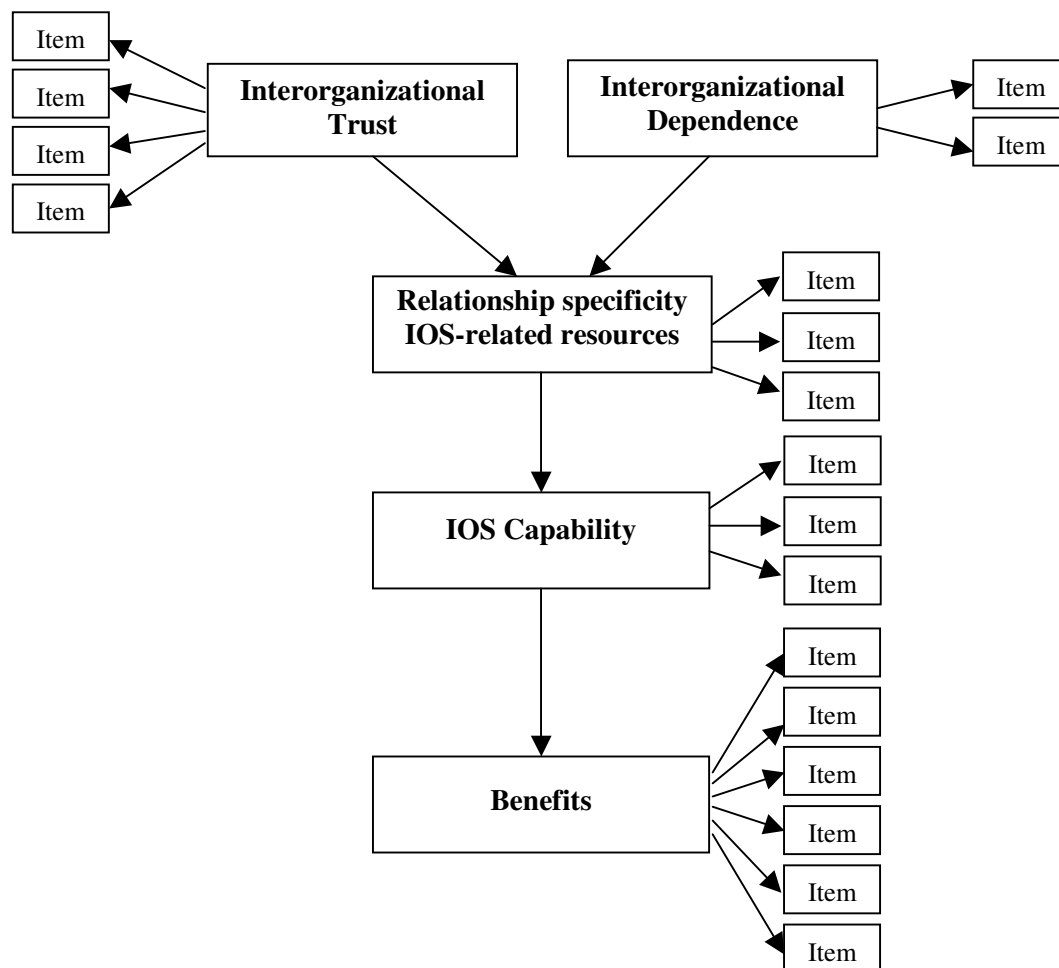 Item
Item
Item
Item
Interorganizational
Trust
Interorganizational
Dependence
Item
Item
Relationship specificity
IOS-related resources
Item
Item
Item
IOS Capability
Item
Item
Item
Benefits
Item
Item
Item
Item
Item
Item